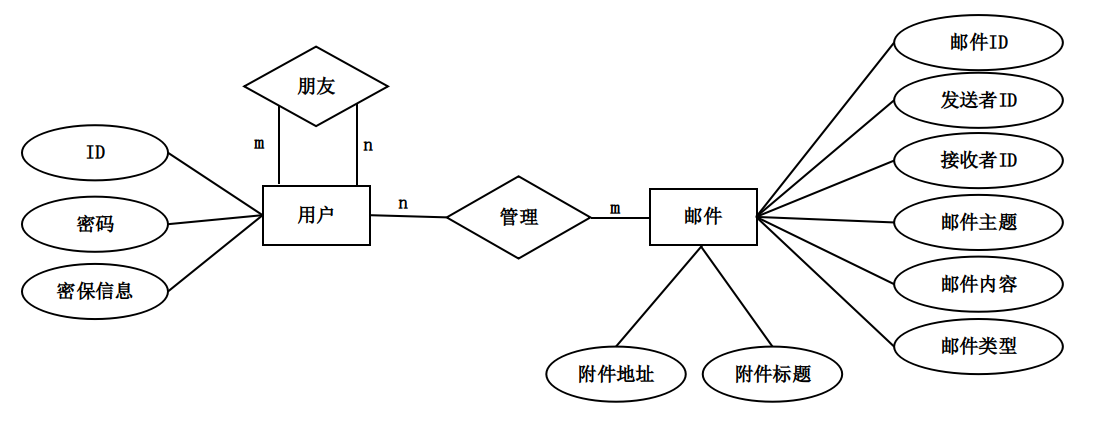 朋友
m
n
ID
密码
密保信息
用户
n
管理
m
邮件
邮件ID
发送者ID
接收者ID
邮件主题
邮件内容
邮件类型
附件地址
附件标题